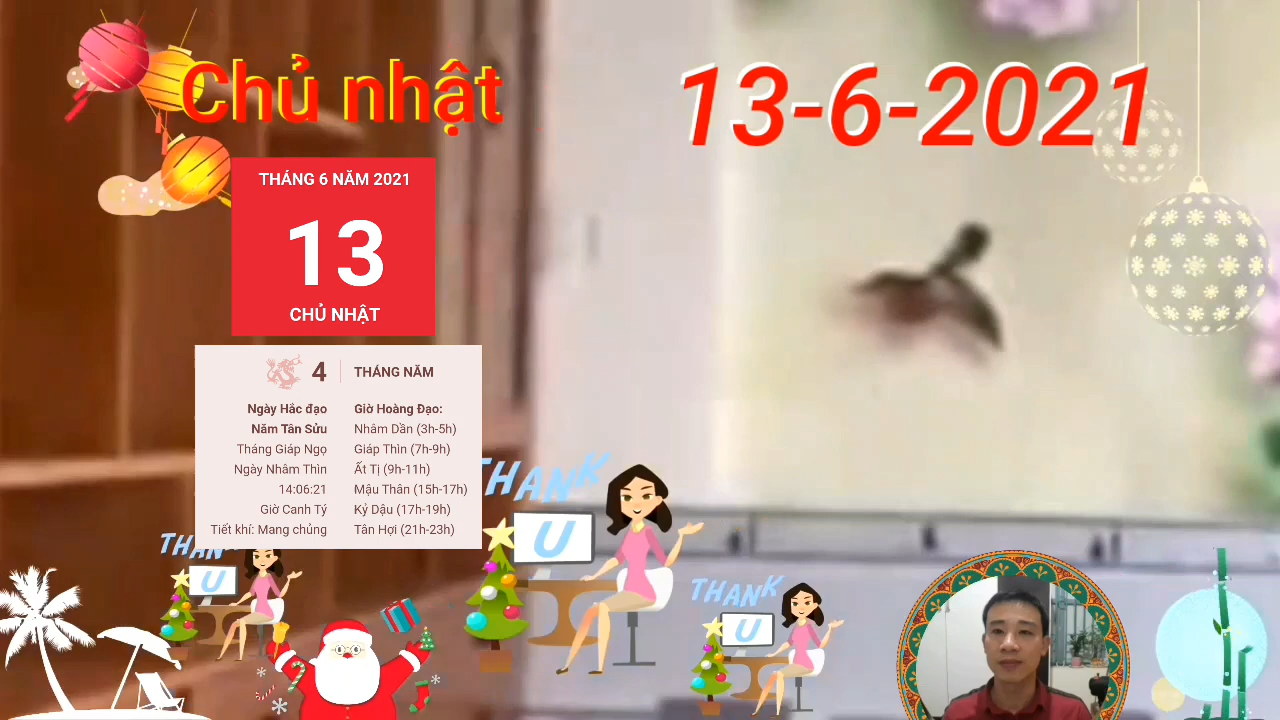 Chủ nhật
13-6-2021
THÁNG 6 NĂM 2021
13
CHỦ NHẬT
4 THÁNG NĂM
Ngày Hắc đạo
Năm Tân Sửu
Tháng Giáp Ngọ
Ngày Nhâm Thìn
14:06:21
Giờ Canh Tý
Tiết khí: Mang chủng
Giờ Hoàng Đạo:
Nhâm Dần (3h-5h)
Giáp Thìn (7h-9h)
Ất Tị (9h-11h)
Mậu Thân (15h-17h)
Kỷ Dậu (17h-19h)
Tân Hợi (21h-23h)
THANK
U
THANK
U
THANK
U